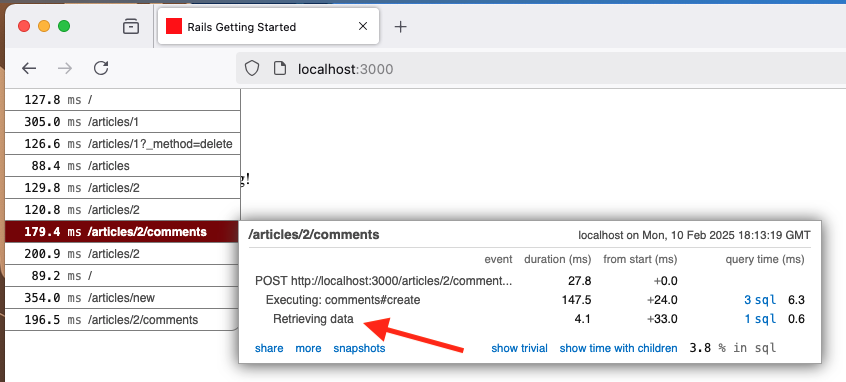 Rails Getting Started
localhost:3000
127.8 ms /
305.0 ms /articles/1
126.6 ms /articles/1?_method=delete
88.4 ms /articles
129.8 ms /articles/2
g!
120.8 ms /articles/2
179.4 ms /articles/2/comments
200.9 ms /articles/2
89.2 ms /
354.0 ms /articles/new
196.5 ms /articles/2/comments
/articles/2/comments localhost on Mon, 10 Feb 2025 18:13:19 GMT
event duration (ms) from start (ms) query time (ms)
POST http://localhost:3000/articles/2/comment... 27.8 +0.0
Executing: comments#create 147.5 +24.0 3 sql 6.3
Retrieving data 4.1 +33.0 1 sql 0.6
share more snapshots show trivial show time with children 3.8 % in sql